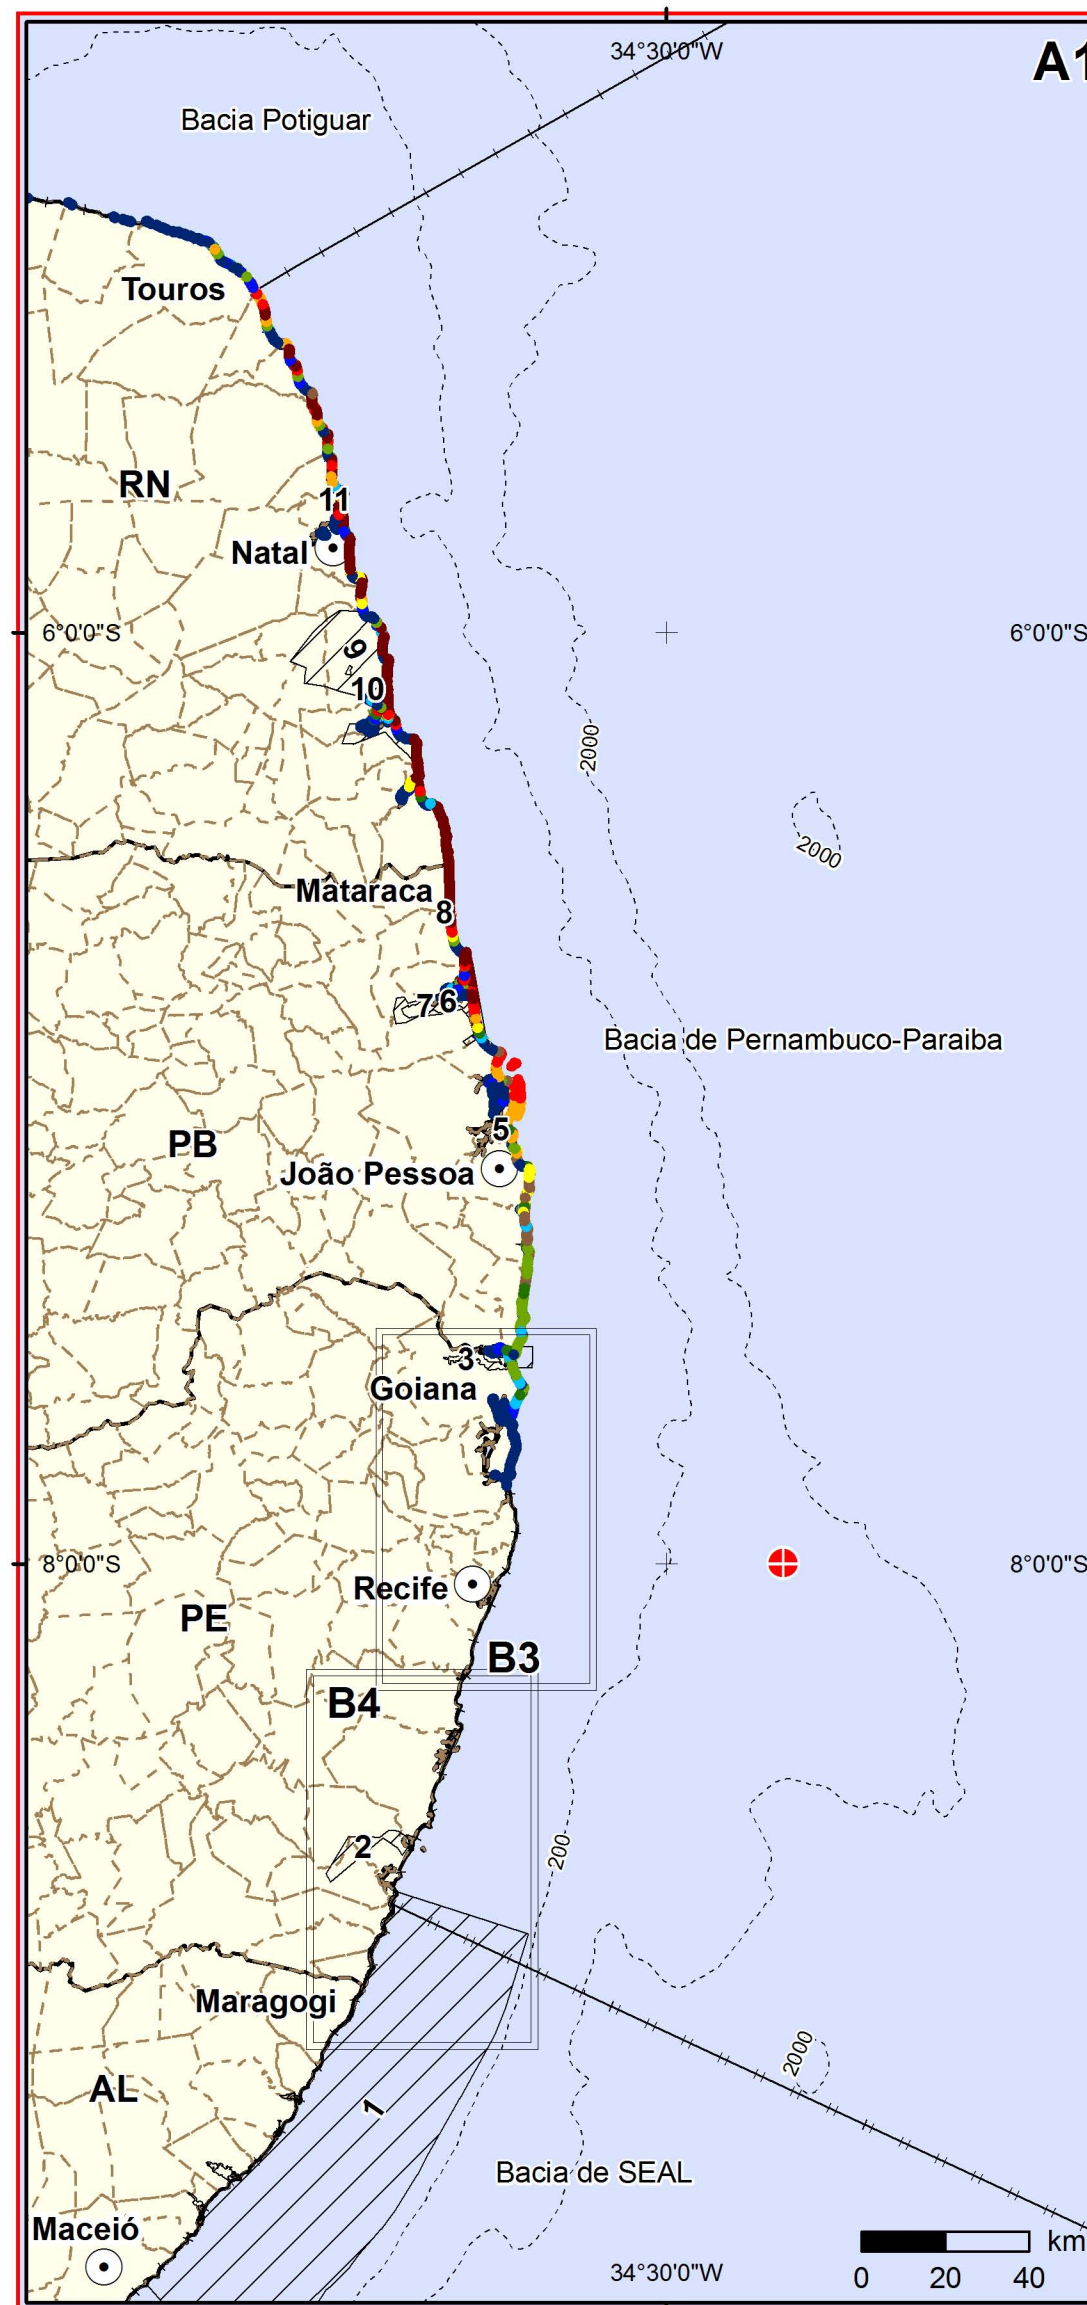 34°30'0"W
A1
Bacia Potiguar
Touros
RN
11
Natal
6°0'0"S
6°0'0"S
9
10
2000
2000
Mataraca
8
7
6
Bacia de Pernambuco-Paraiba
5
PB
João Pessoa
3
Goiana
8°0'0"S
8°0'0"S
Recife
PE
B3
B4
2
200
Maragogi
2000
AL
1
Bacia de SEAL
Maceió
km
34°30'0"W
0 20 40